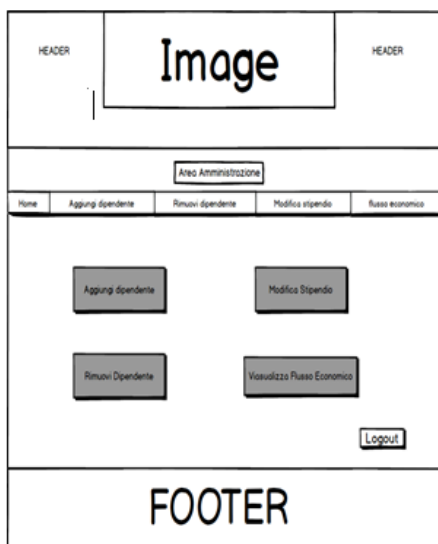 HEADER
Image
HEADER
Area Amministrazione
Home Aggiungi dipendente Rimuovi dipendente Modifica stipendio flusso economico
Aggiungi dipendente Modifica Stipendio
Rimuovi Dipendente Viasualizza Flusso Economico
Logout
FOOTER